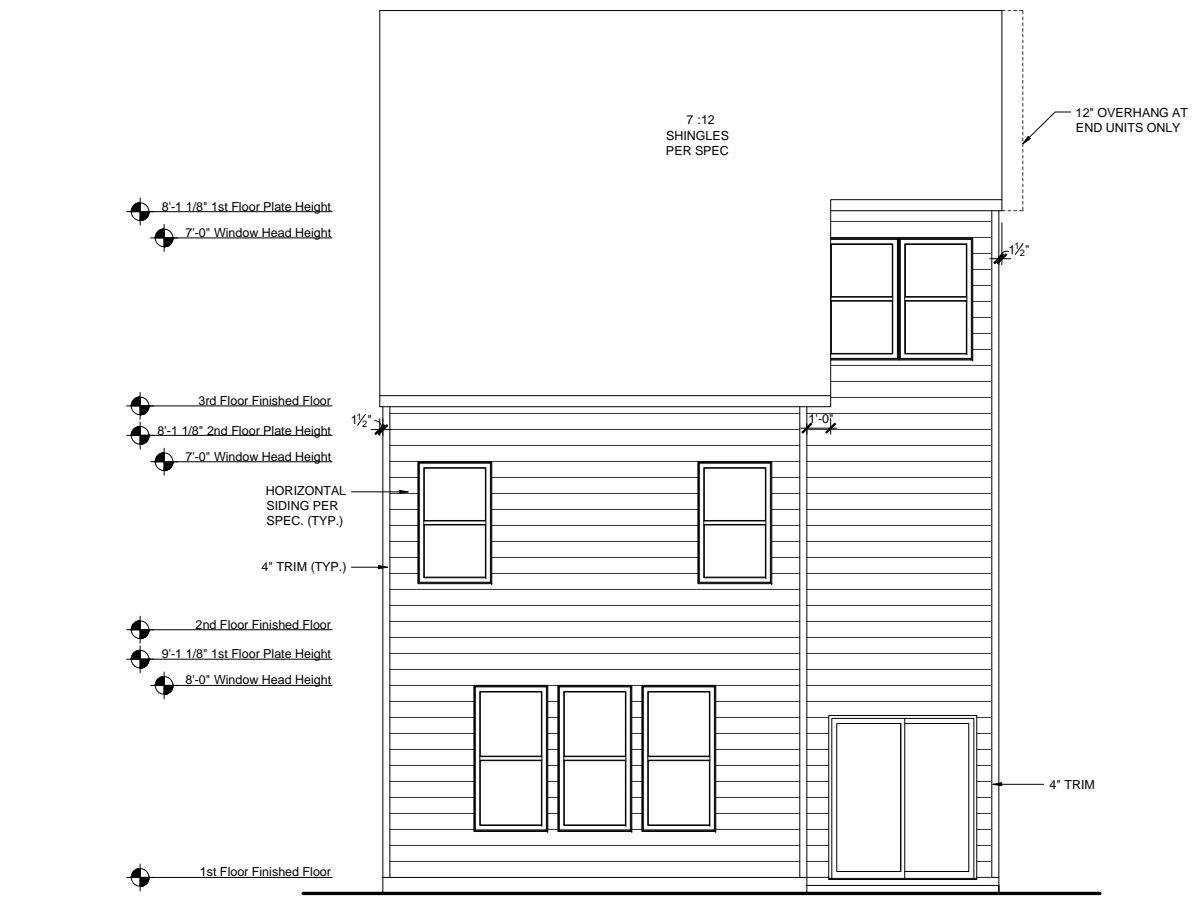 7 :12
SHINGLES
PER SPEC
12" OVERHANG AT
END UNITS ONLY
8'-1 1/8" 1st Floor Plate Height
7'-0" Window Head Height
1½"
3rd Floor Finished Floor
1½"
1'-0"
8'-1 1/8" 2nd Floor Plate Height
7'-0" Window Head Height
HORIZONTAL
SIDING PER
SPEC. (TYP.)
4" TRIM (TYP.)
2nd Floor Finished Floor
9'-1 1/8" 1st Floor Plate Height
8'-0" Window Head Height
4" TRIM
1st Floor Finished Floor